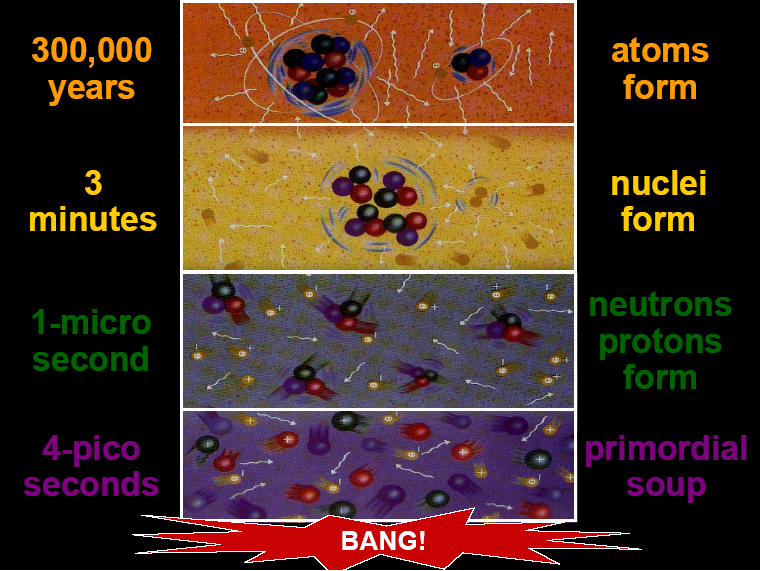 300,000
years
atoms
form
3
minutes
nuclei
form
1-micro
second
neutrons
protons
form
4-pico
seconds
primordial
soup
BANG!